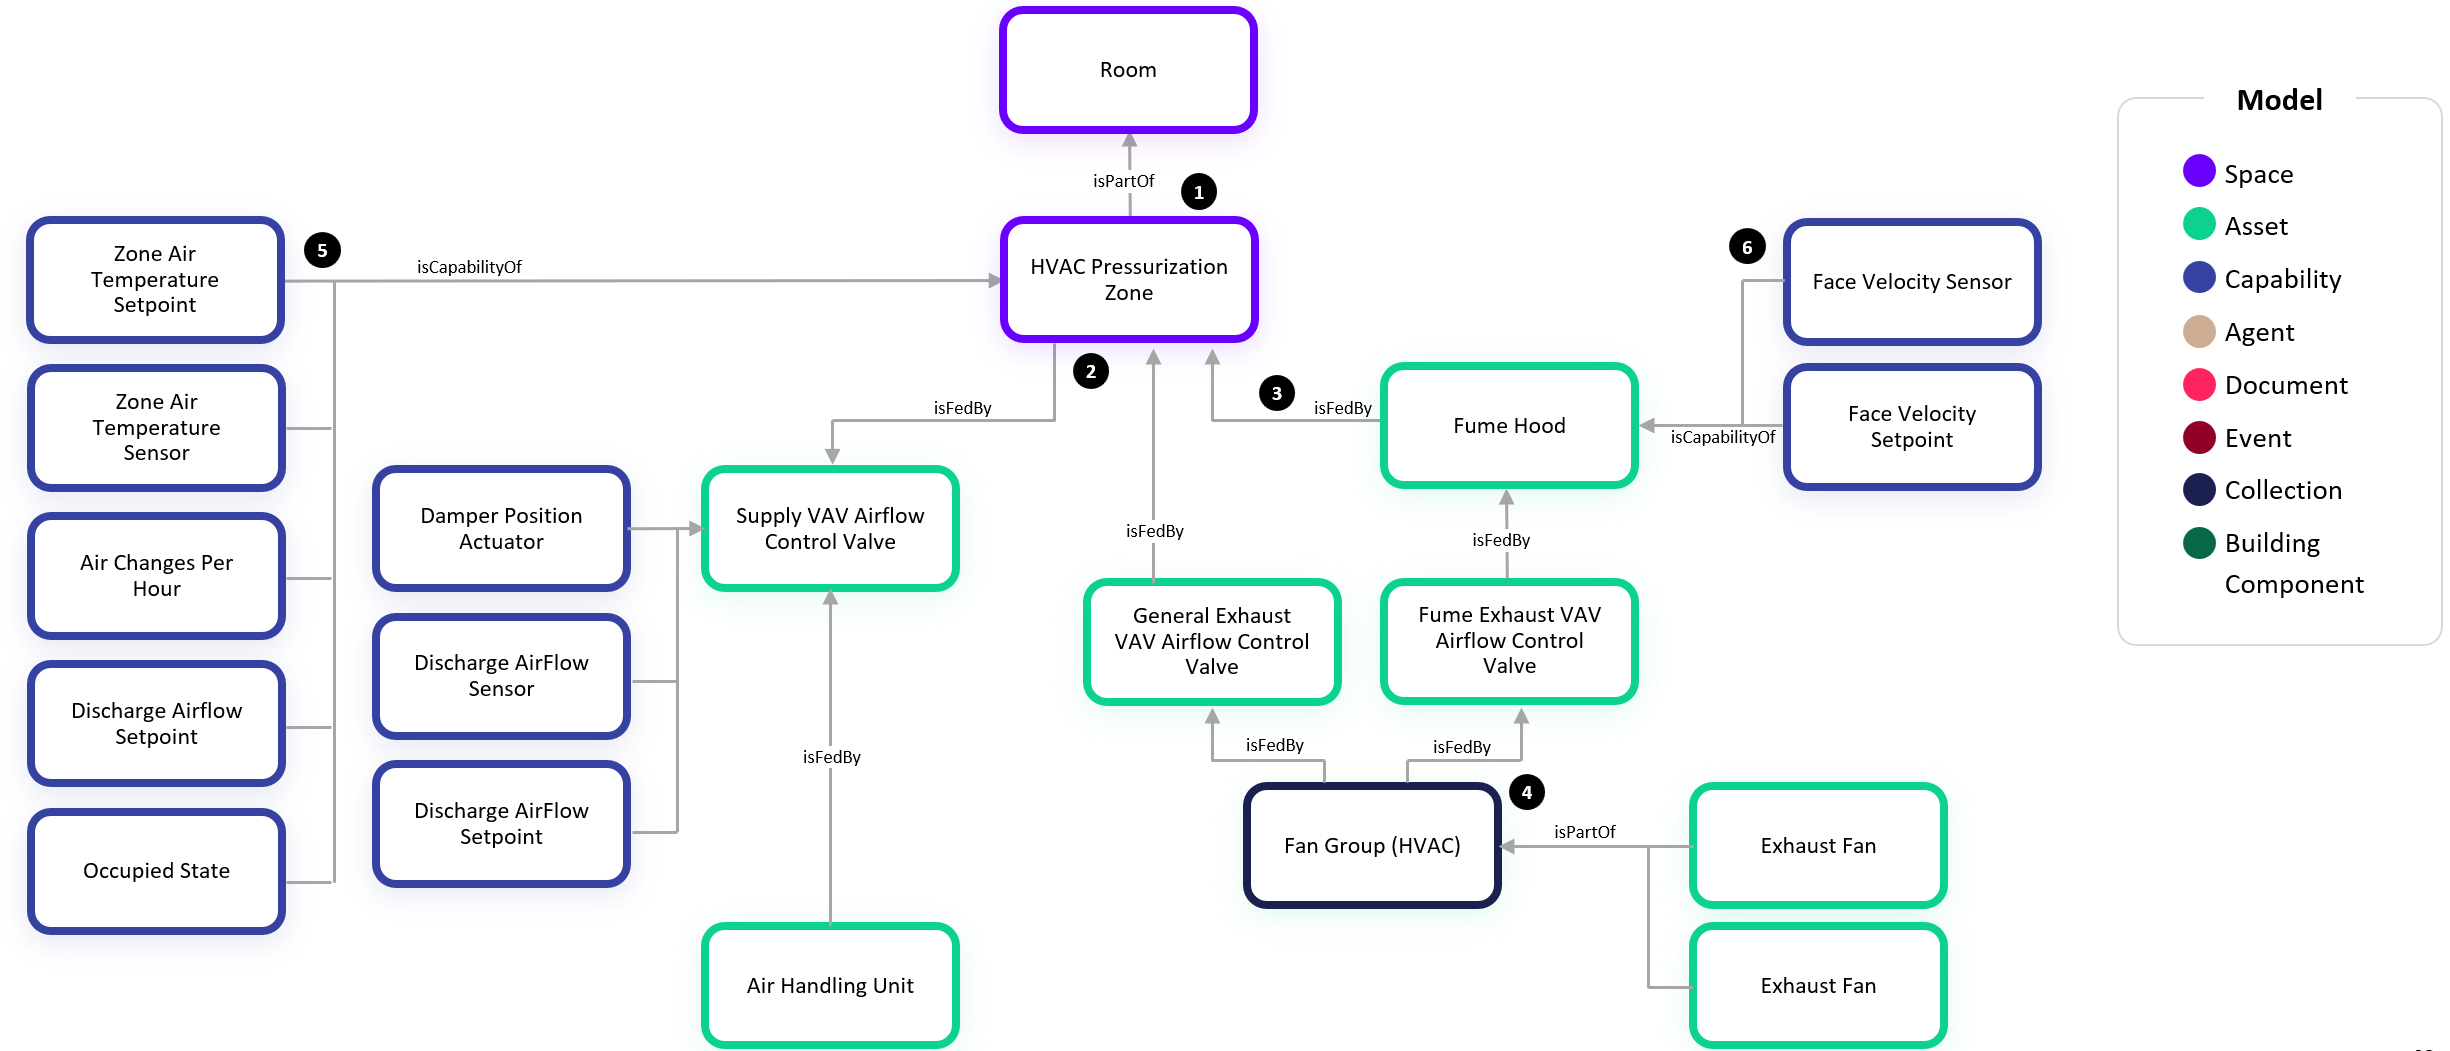 Room
isPartOf
1
HVAC Pressurization
Zone
Zone Air
Temperature
Setpoint
5
isCapabilityOf
Zone Air
Temperature
Sensor
Air Changes Per
Hour
Discharge Airflow
Setpoint
Occupied State
2
isFedBy
Damper Position
Actuator
Discharge AirFlow
Sensor
Discharge AirFlow
Setpoint
Supply VAV Airflow
Control Valve
isFedBy
Air Handling Unit
isFedBy
3
isFedBy
Fume Hood
isFedBy
General Exhaust
VAV Airflow Control
Valve
Fume Exhaust VAV
Airflow Control
Valve
isFedBy
isFedBy
4
Fan Group (HVAC)
isPartOf
Exhaust Fan
Exhaust Fan
6
Face Velocity Sensor
Face Velocity
Setpoint
isCapabilityOf
Model
Space
Asset
Capability
Agent
Document
Event
Collection
Building
Component